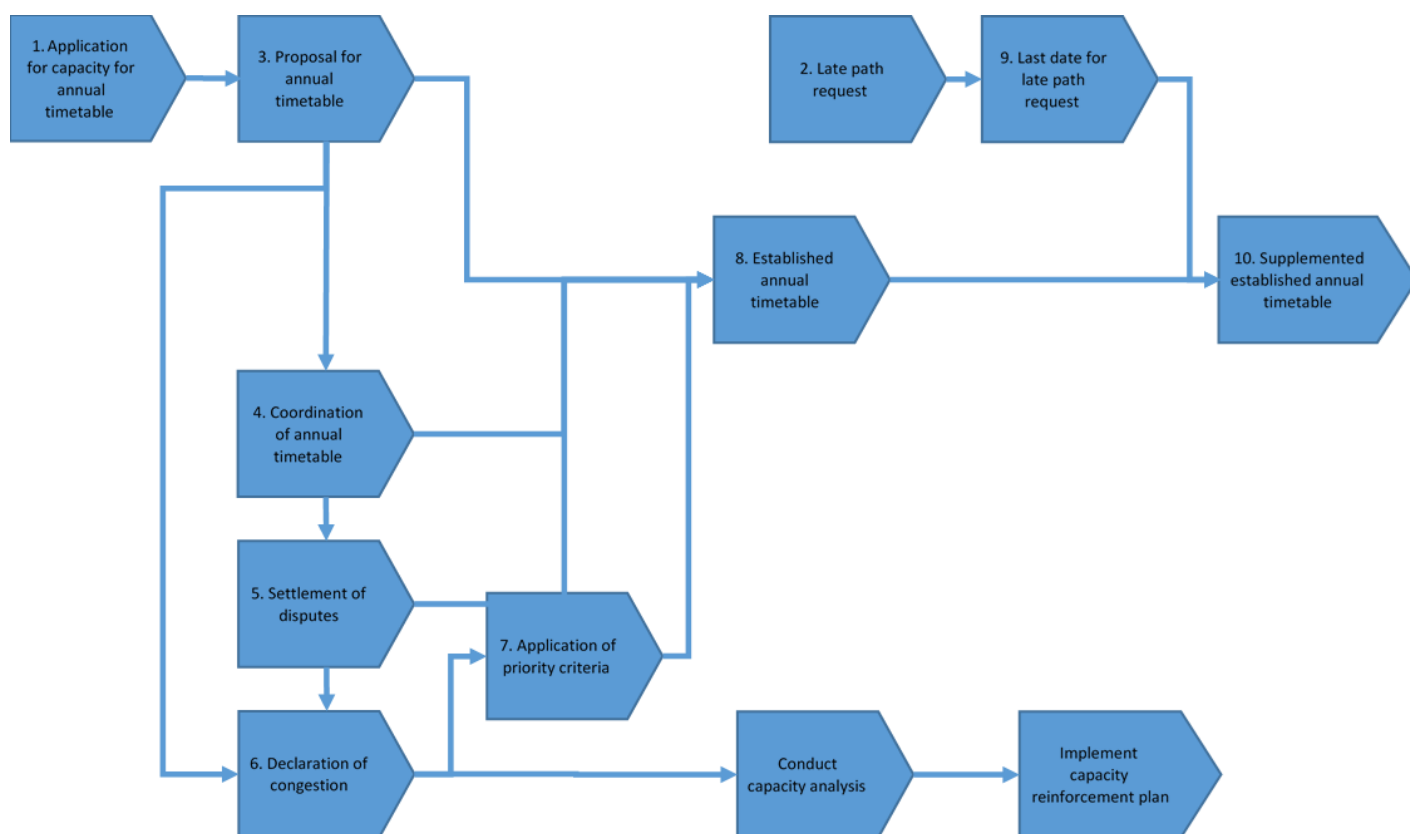 1. Application
for capacity for
annual
timetable
3. Proposal for
annual
timetable
2. Late path
request
9. Last date for
late path
request
8. Established
annual
timetable
10. Supplemented
established annual
timetable
4. Coordination
of annual
timetable
5. Settlement of
disputes
7. Application of
priority criteria
6. Declaration of
congestion
Conduct
capacity analysis
Implement
capacity
reinforcement plan